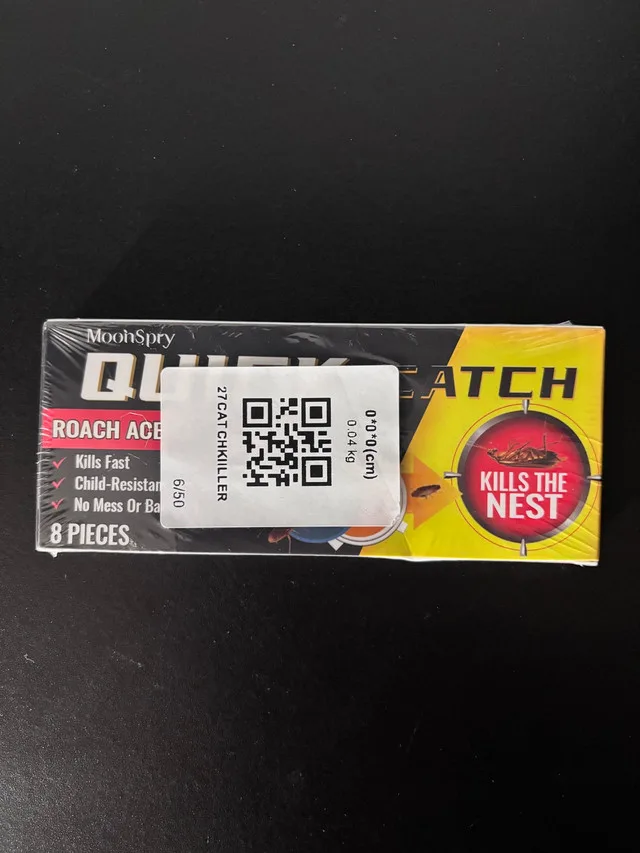 MoonSpry
QUICK CATCH
ROACH ACE
Kills Fast
Child-Resistan
No Mess Or Ba
8 PIECES
27CATCHKIILLER
0*0*0(cm)
0.04 kg
6/50
KILLS THE
NEST